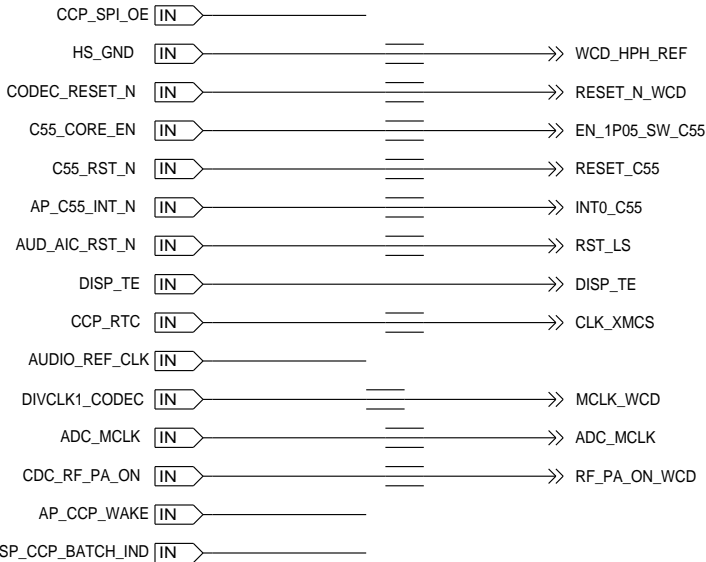 CCP_SPI_OE IN
HS_GND IN WCD_HPH_REF
CODEC_RESET_N IN RESET_N_WCD
C55_CORE_EN IN EN_1P05_SW_C55
C55_RST_N IN RESET_C55
AP_C55_INT_N IN INT0_C55
AUD_AIC_RST_N IN RST_LS
DISP_TE IN DISP_TE
CCP_RTC IN CLK_XMCS
AUDIO_REF_CLK IN
DIVCLK1_CODEC IN MCLK_WCD
ADC_MCLK IN ADC_MCLK
CDC_RF_PA_ON IN RF_PA_ON_WCD
AP_CCP_WAKE IN
SP_CCP_BATCH_IND IN